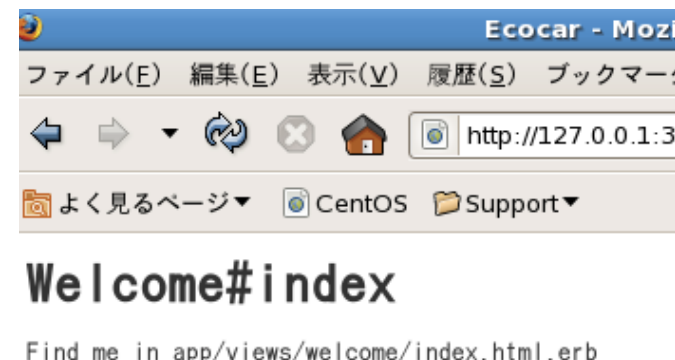 Ecocar - Mozi
ファイル(F) 編集(E) 表示(V) 履歴(S) ブックマー
http://127.0.0.1:3
よく見るページ CentOS Support
Welcome#index
Find me in app/views/welcome/index.html.erb